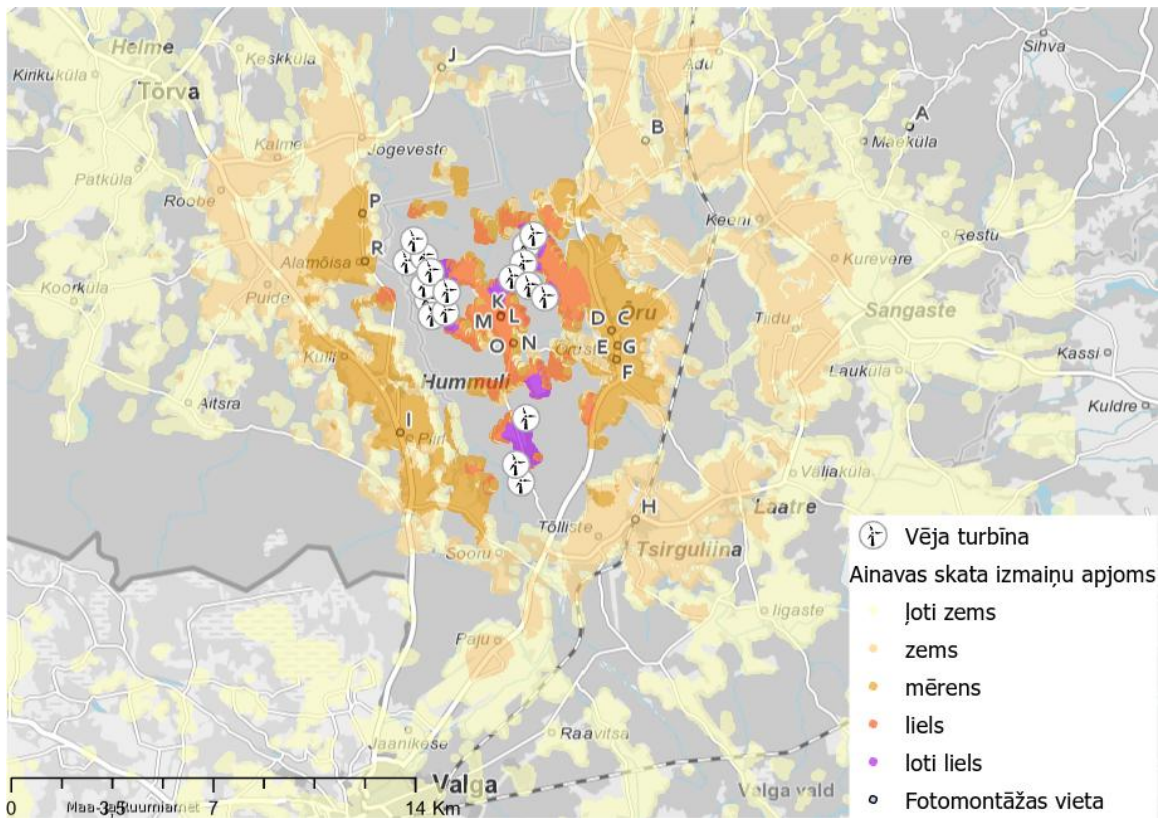 Helme
Keskküla
J
Sihva
Kirikuküla
Adu
Tõrva
A
B
Kalme
Jõgeveste
Maeküla
Patküla
Roobe
P
Keeni
Restu
R
Alamõisa
Kurevere
Koorküla
Puide
Sangaste
K
Õru
M
L
D
C
Tiidu
O
N
E
G
Kulli
F
Kassi
Hummuli
Lauküla
Aitsra
Kuldre
I
Piiri
Väljaküla
Laatre
H
Tõlliste
Sooru
Tsirguliina
Iigaste
Paju
Jaanikese
Raavitsa
Valga
Valga vald
0
3,5
7
14 Km
Vēja turbīna
Ainavas skata izmaiņu apjoms
ļoti zems
zems
mērens
liels
loti liels
Fotomontāžas vieta